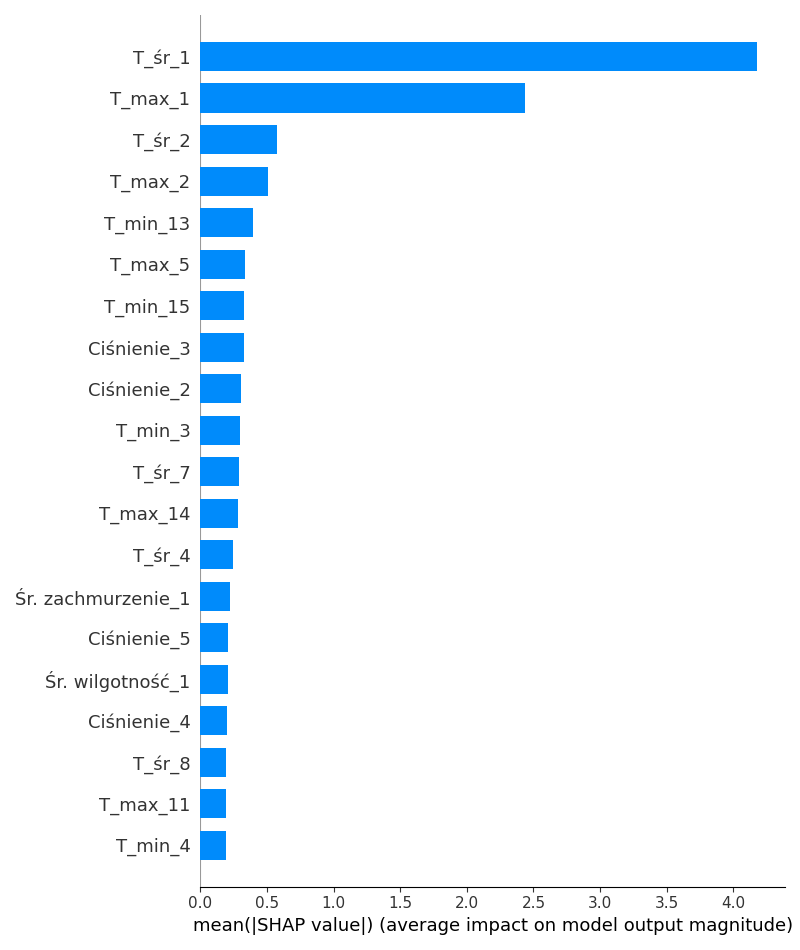 T_śr_1
T_max_1
T_śr_2
T_max_2
T_min_13
T_max_5
T_min_15
Ciśnienie_3
Ciśnienie_2
T_min_3
T_śr_7
T_max_14
T_śr_4
Śr. zachmurzenie_1
Ciśnienie_5
Śr. wilgotność_1
Ciśnienie_4
T_śr_8
T_max_11
T_min_4
0.0 0.5 1.0 1.5 2.0 2.5 3.0 3.5 4.0
mean(|SHAP value|) (average impact on model output magnitude)